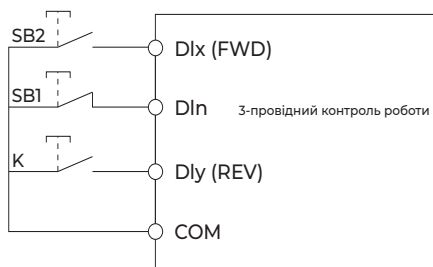 SB2
DIx (FWD)
SB1
DIn
3-провідний контроль роботи
K
DIy (REV)
COM